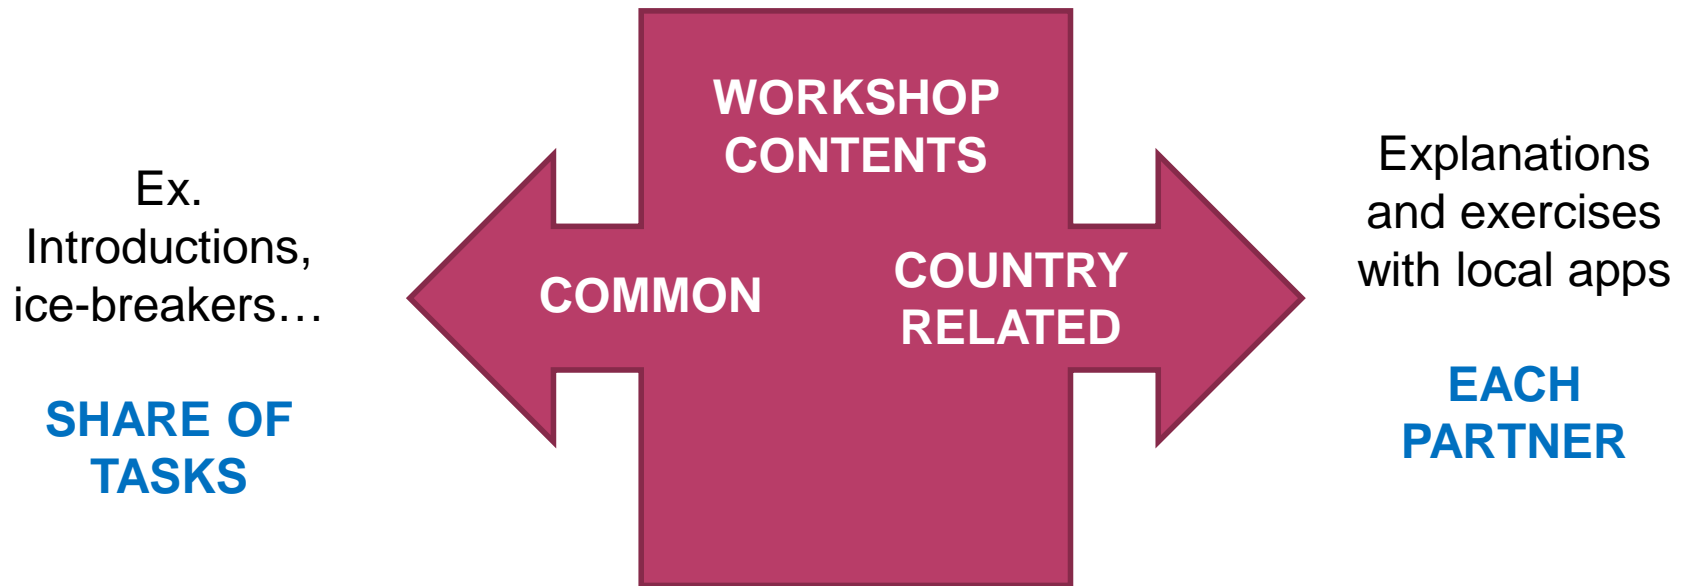 WORKSHOP
CONTENTS
Ex.
Introductions,
ice-breakers…
SHARE OF
TASKS
COMMON
COUNTRY
RELATED
Explanations
and exercises
with local apps
EACH
PARTNER